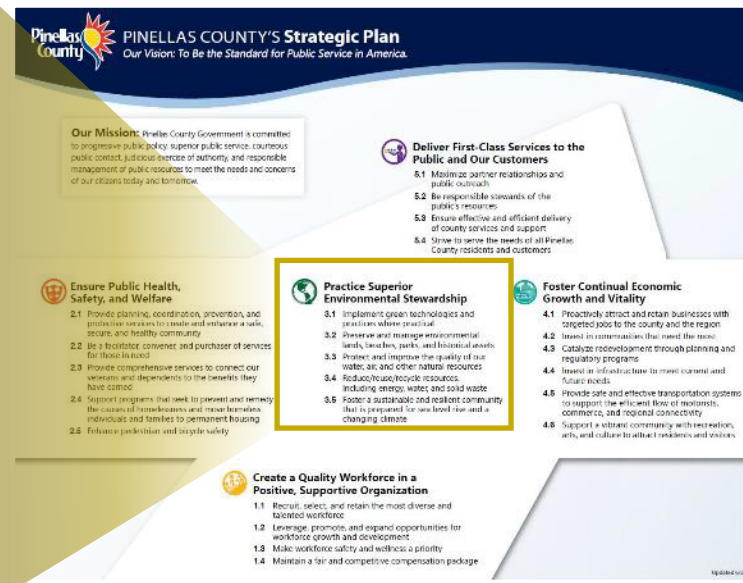 Pinellas County
PINELLAS COUNTY'S Strategic Plan
Our Vision: To Be the Standard for Public Service in America.
Our Mission: Pinellas County Government is committed
to progressive public policy, superior public service, courteous
public contact, judicious exercise of authority, and responsible
management of public resources to meet the needs and concerns
of our citizens today and tomorrow.
Deliver First-Class Services to the
Public and Our Customers
5.1 Maximize partner relationships and
public outreach
5.2 Be responsible stewards of the
public's resources
5.3 Ensure effective and efficient delivery
of county services and support
5.4 Strive to serve the needs of all Pinellas
County residents and customers
Ensure Public Health,
Safety, and Welfare
2.1 Provide planning, coordination, prevention, and
protective services to create and enhance a safe,
secure, and healthy community
2.2 Be a facilitator, convener, and purchaser of services
for those in need
2.3 Provide comprehensive services to connect our
veterans and dependents to the benefits they
have earned
2.4 Support programs that seek to prevent and remedy
the causes of homelessness and move homeless
individuals and families to permanent housing
2.5 Enhance pedestrian and bicycle safety
Practice Superior
Environmental Stewardship
3.1 Implement green technologies and
practices where practical
3.2 Preserve and manage environmental
lands, beaches, parks, and historical assets
3.3 Protect and improve the quality of our
water, air, and other natural resources
3.4 Reduce/reuse/recycle resources,
including energy, water, and solid waste
3.5 Foster a sustainable and resilient community
that is prepared for sea level rise and a
changing climate
Foster Continual Economic
Growth and Vitality
4.1 Proactively attract and retain businesses with
targeted jobs to the county and the region
4.2 Invest in communities that need the most
4.3 Catalyze redevelopment through planning and
regulatory programs
4.4 Invest in infrastructure to meet current and
future needs
4.5 Provide safe and effective transportation systems
to support the efficient flow of motorists,
commerce, and regional connectivity
4.6 Support a vibrant community with recreation,
arts, and culture to attract residents and visitors
Create a Quality Workforce in a
Positive, Supportive Organization
1.1 Recruit, select, and retain the most diverse and
talented workforce
1.2 Leverage, promote, and expand opportunities for
workforce growth and development
1.3 Make workforce safety and wellness a priority
1.4 Maintain a fair and competitive compensation package
Updated